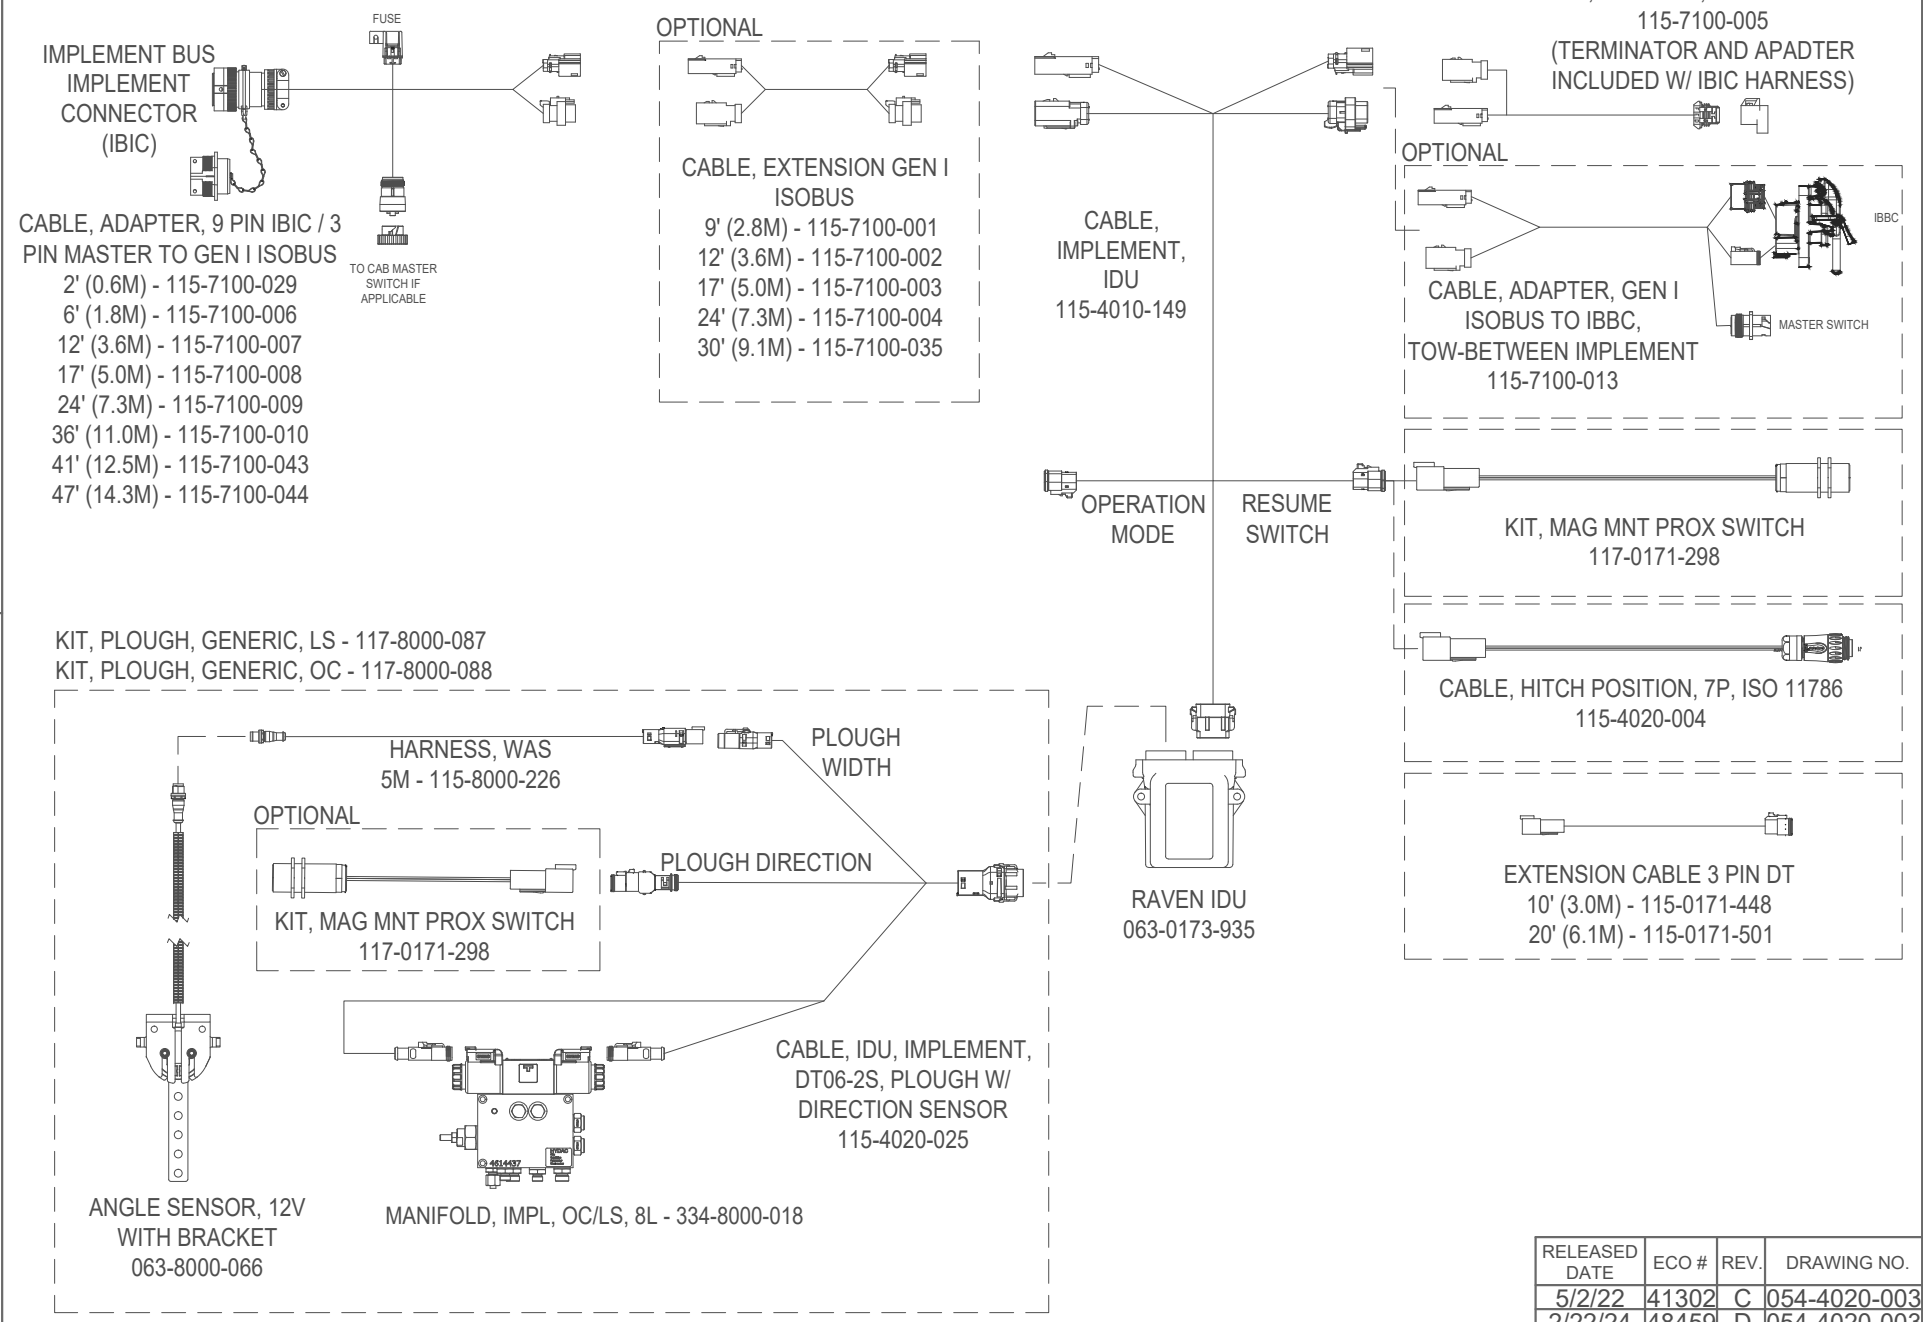 IMPLEMENT BUS
IMPLEMENT
CONNECTOR
(IBIC)
FUSE
TO CAB MASTER
SWITCH IF
APPLICABLE
CABLE, ADAPTER, 9 PIN IBIC / 3
PIN MASTER TO GEN I ISOBUS
2' (0.6M) - 115-7100-029
6' (1.8M) - 115-7100-006
12' (3.6M) - 115-7100-007
17' (5.0M) - 115-7100-008
24' (7.3M) - 115-7100-009
36' (11.0M) - 115-7100-010
41' (12.5M) - 115-7100-043
47' (14.3M) - 115-7100-044
OPTIONAL
CABLE, EXTENSION GEN I
ISOBUS
9' (2.8M) - 115-7100-001
12' (3.6M) - 115-7100-002
17' (5.0M) - 115-7100-003
24' (7.3M) - 115-7100-004
30' (9.1M) - 115-7100-035
CABLE,
IMPLEMENT,
IDU
115-4010-149
115-7100-005
(TERMINATOR AND APADTER
INCLUDED W/ IBIC HARNESS)
OPTIONAL
IBBC
MASTER SWITCH
CABLE, ADAPTER, GEN I
ISOBUS TO IBBC,
TOW-BETWEEN IMPLEMENT
115-7100-013
OPERATION
MODE
RESUME
SWITCH
KIT, MAG MNT PROX SWITCH
117-0171-298
CABLE, HITCH POSITION, 7P, ISO 11786
115-4020-004
EXTENSION CABLE 3 PIN DT
10' (3.0M) - 115-0171-448
20' (6.1M) - 115-0171-501
KIT, PLOUGH, GENERIC, LS - 117-8000-087
KIT, PLOUGH, GENERIC, OC - 117-8000-088
HARNESS, WAS
5M - 115-8000-226
PLOUGH
WIDTH
OPTIONAL
KIT, MAG MNT PROX SWITCH
117-0171-298
PLOUGH DIRECTION
RAVEN IDU
063-0173-935
CABLE, IDU, IMPLEMENT,
DT06-2S, PLOUGH W/
DIRECTION SENSOR
115-4020-025
4614437
ANGLE SENSOR, 12V
WITH BRACKET
063-8000-066
MANIFOLD, IMPL, OC/LS, 8L - 334-8000-018
RELEASED DATE ECO # REV. DRAWING NO.
5/2/22 41302 C 054-4020-003
2/22/24 48459 D 054-4020-003